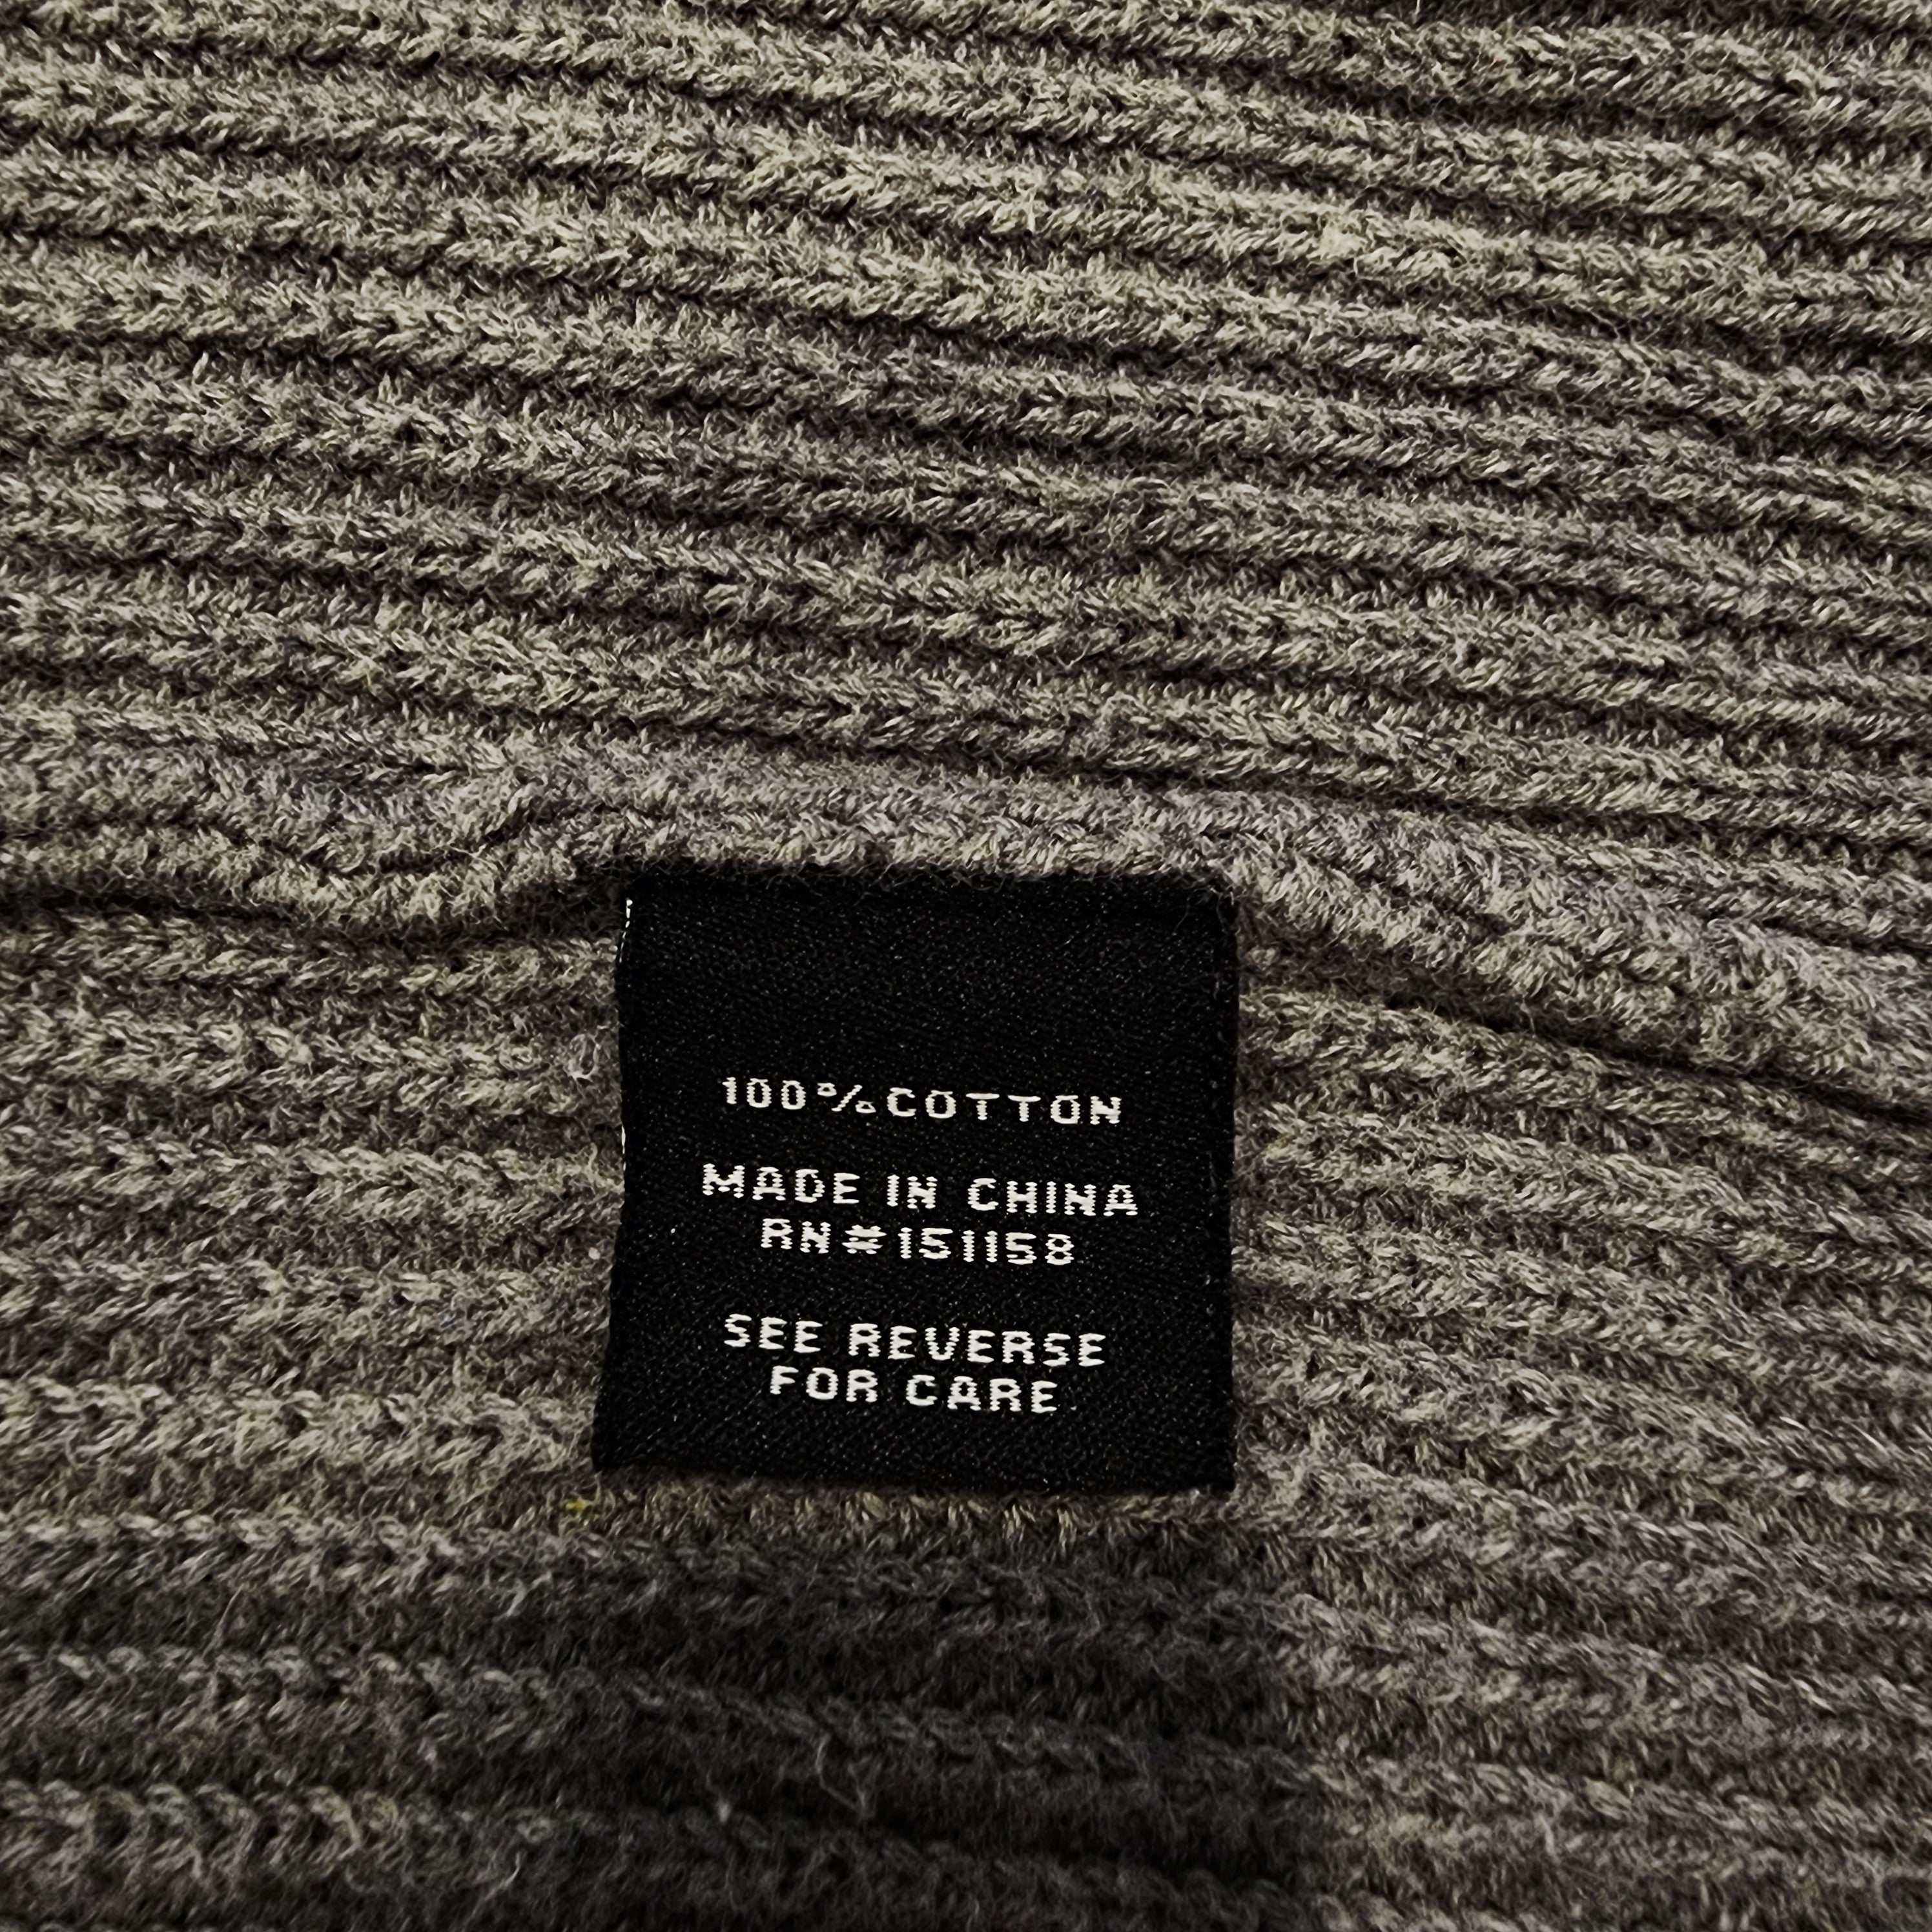 100%COTTON
MADE IN CHINA
RN#151158
SEE REVERSE
FOR CARE